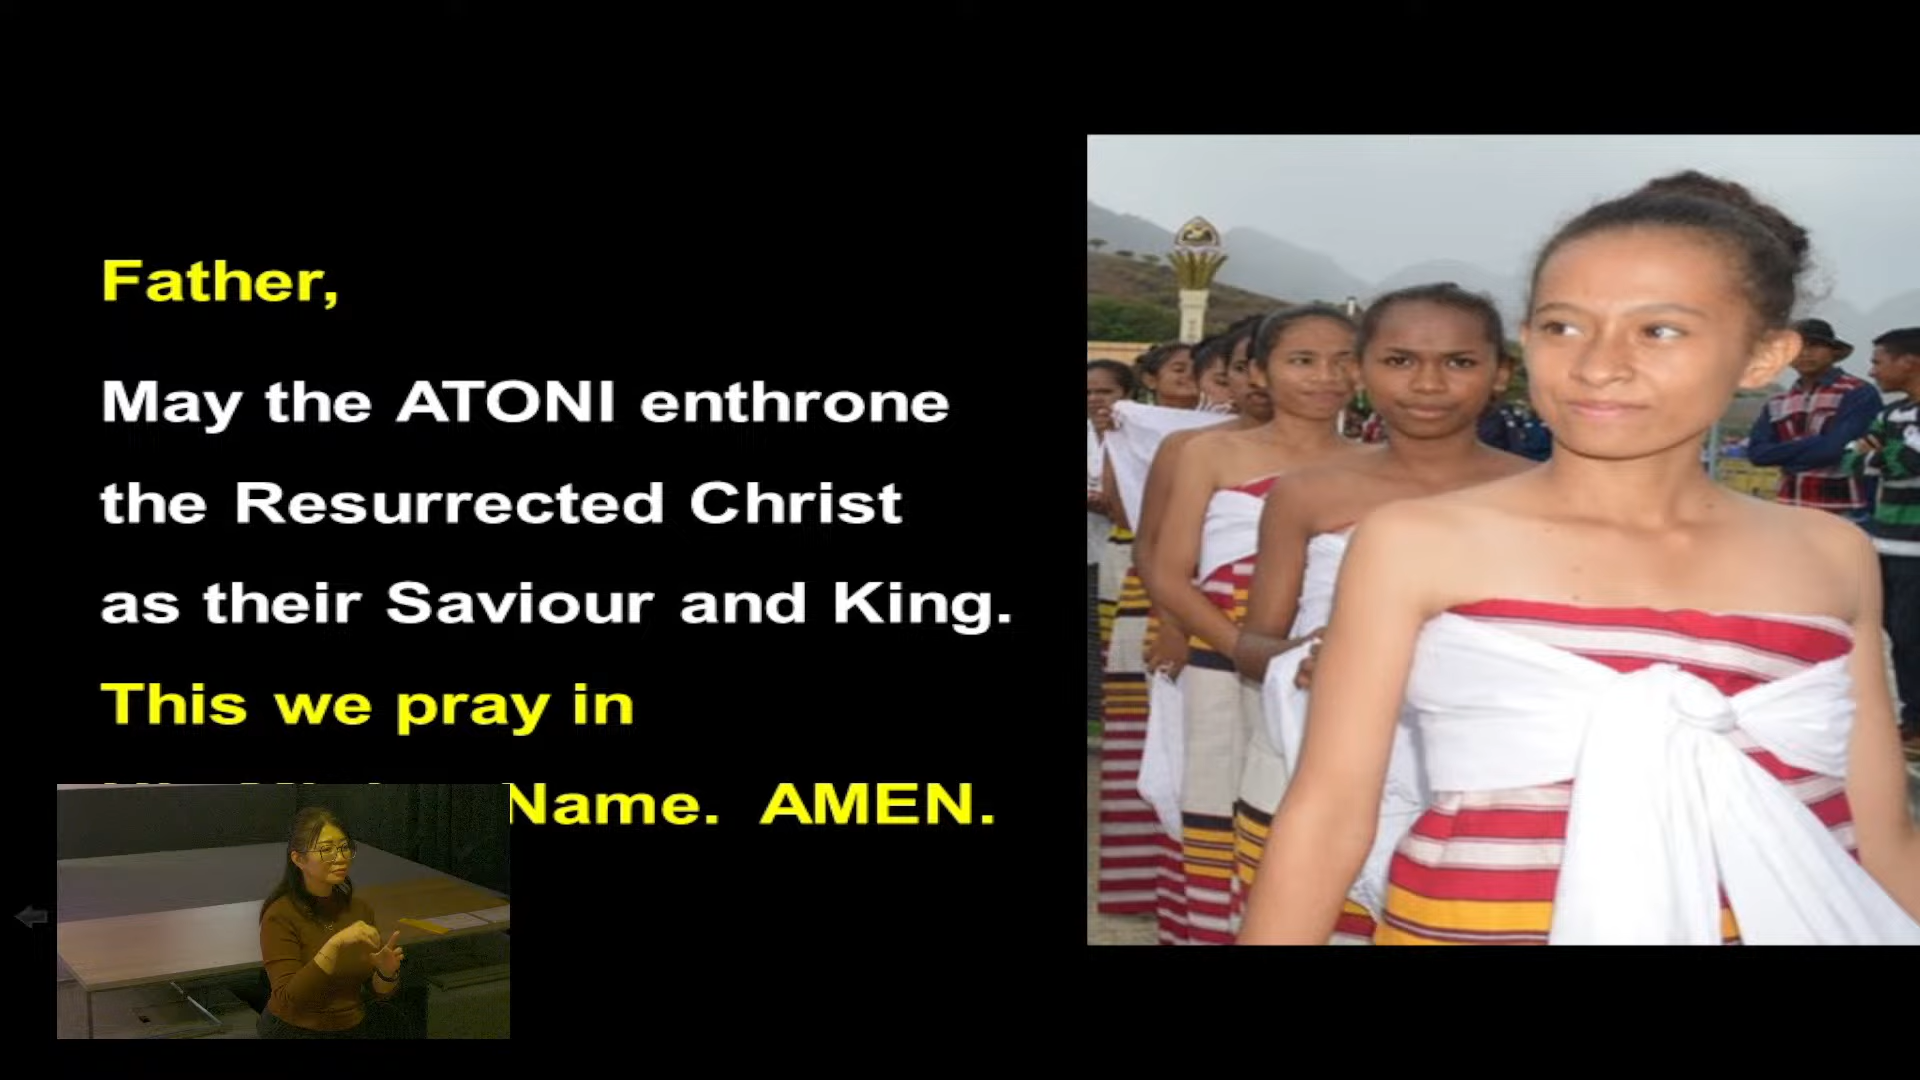 Father,
May the ATONI enthrone
the Resurrected Christ
as their Saviour and King.
This we pray in
Name. AMEN.